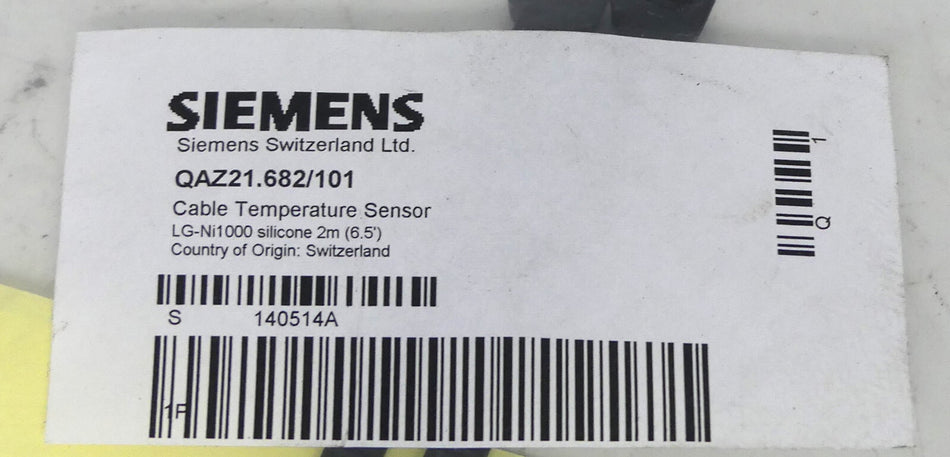 SIEMENS
Siemens Switzerland Ltd.
QAZ21.682/101
Cable Temperature Sensor
LG-Ni1000 silicone 2m (6.5')
Country of Origin: Switzerland
S 140514A
1P
Q 1